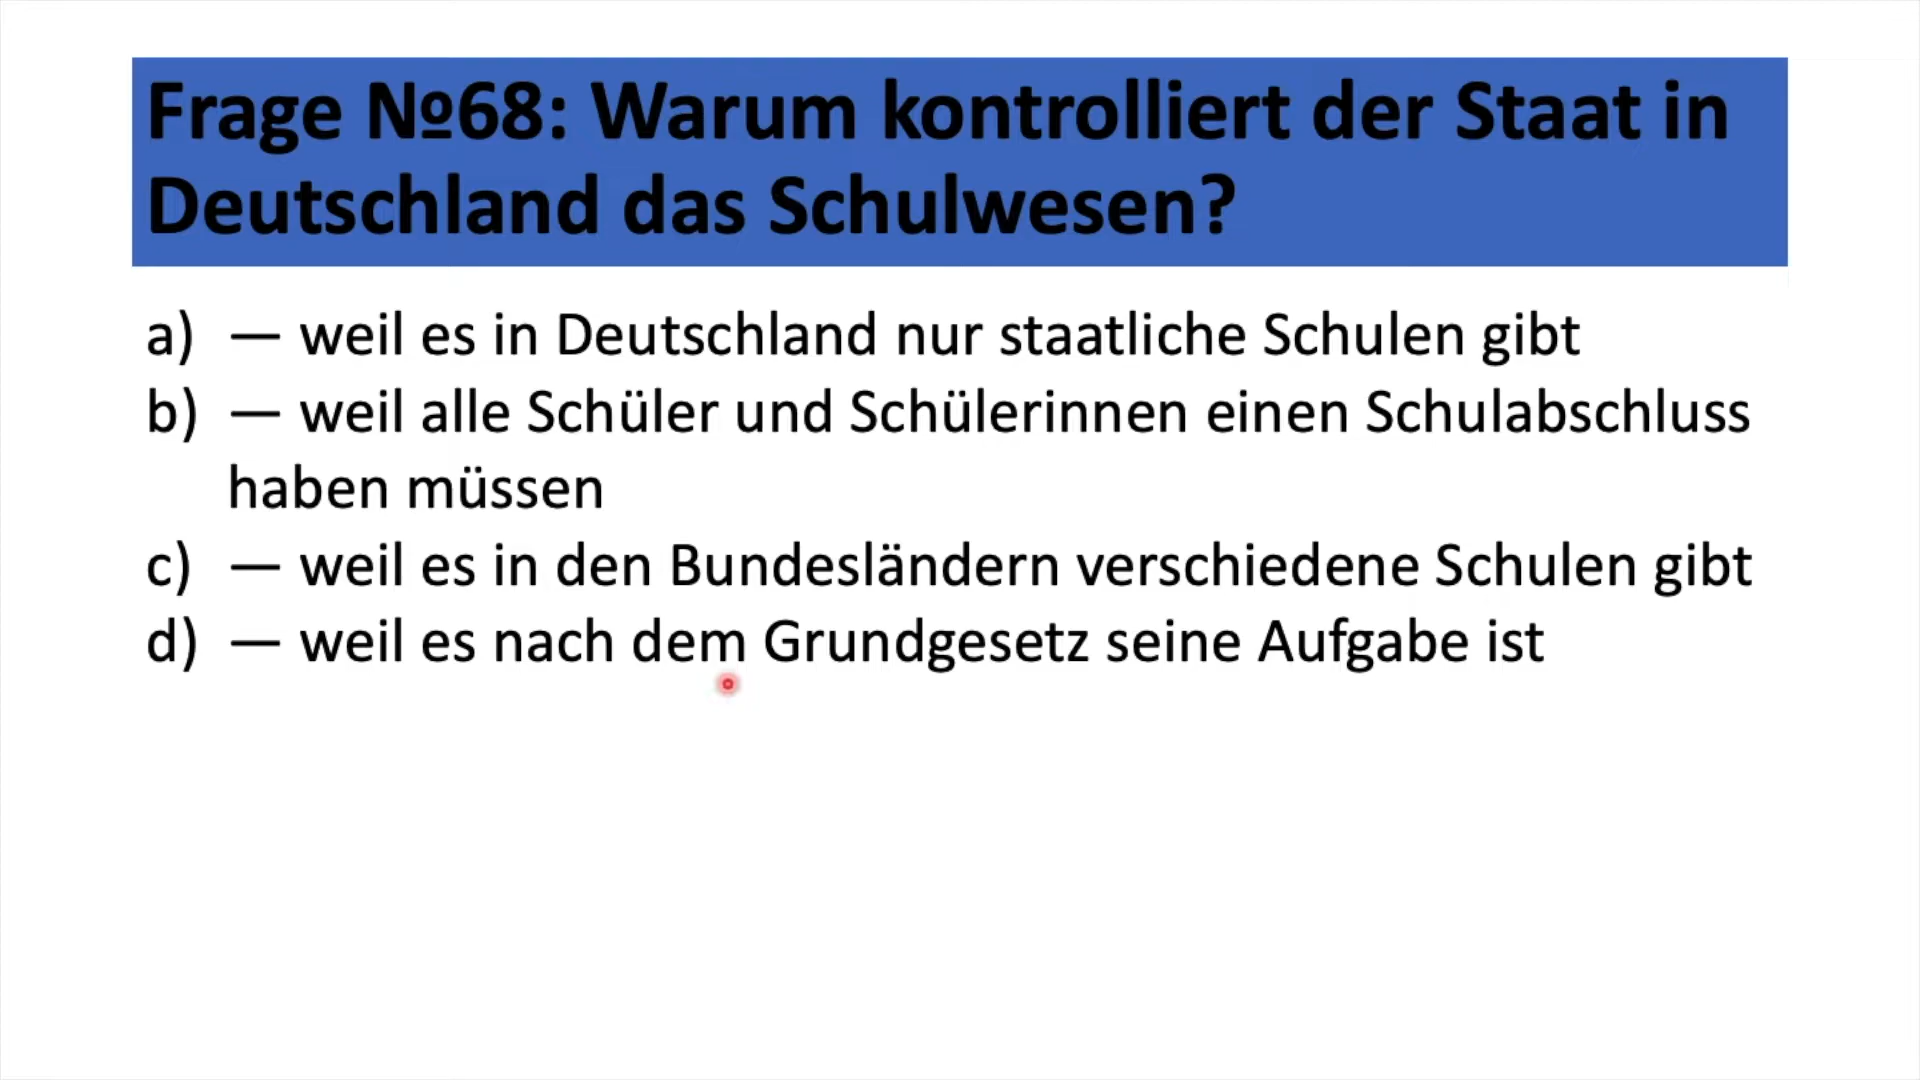 Frage №68: Warum kontrolliert der Staat in
Deutschland das Schulwesen?
a) — weil es in Deutschland nur staatliche Schulen gibt
b) — weil alle Schüler und Schülerinnen einen Schulabschluss
haben müssen
c) — weil es in den Bundesländern verschiedene Schulen gibt
d) — weil es nach dem Grundgesetz seine Aufgabe ist